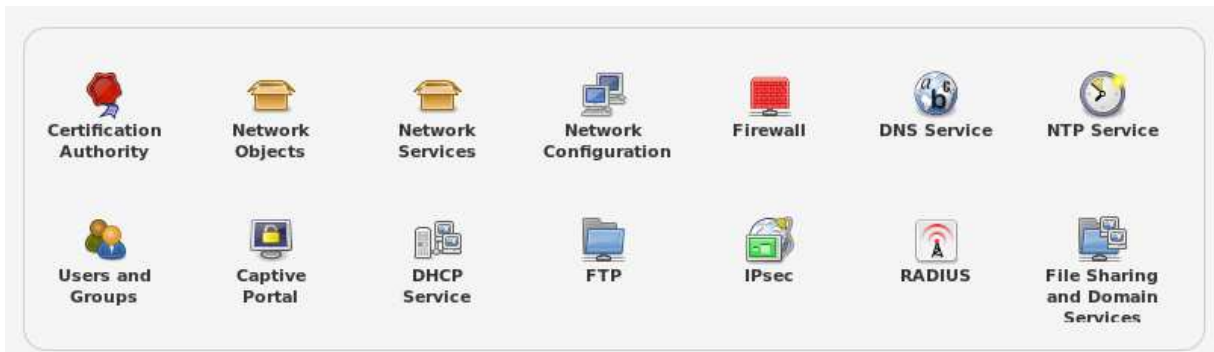 Certification
Authority
Network
Objects
Network
Services
Network
Configuration
Firewall
DNS Service
NTP Service
Users and
Groups
Captive
Portal
DHCP
Service
FTP
IPsec
RADIUS
File Sharing
and Domain
Services